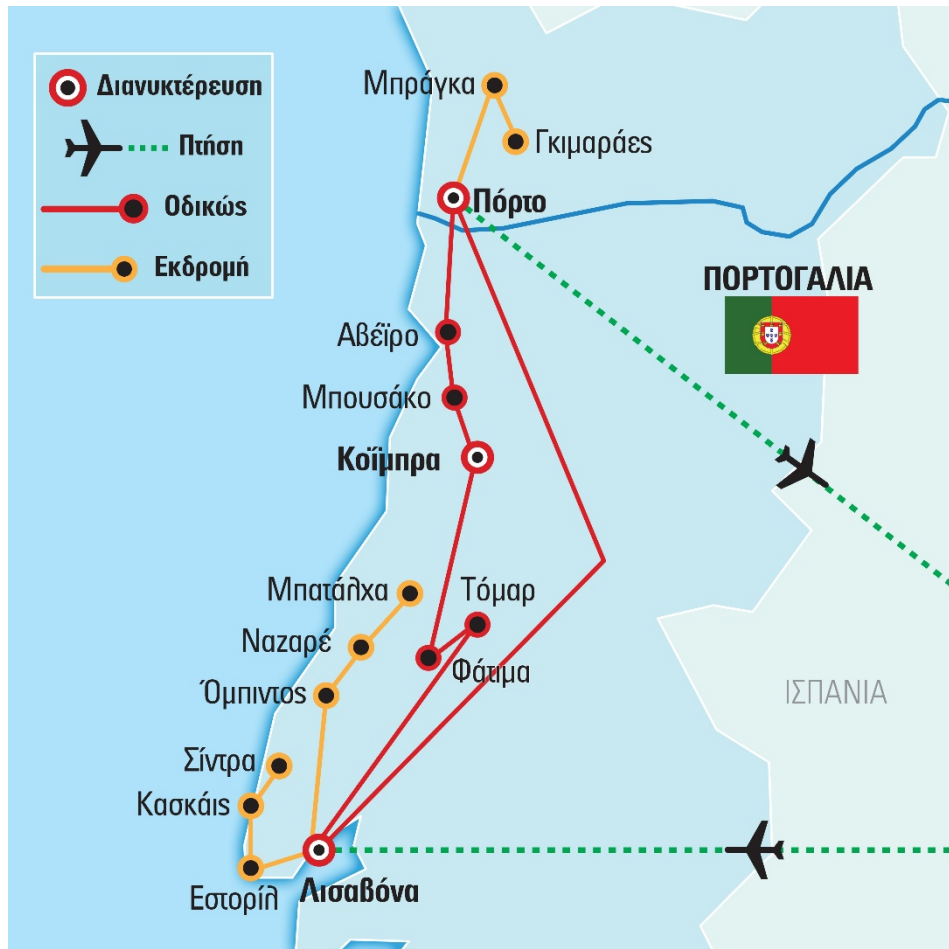 Διανυκτέρευση
Πτήση
Οδικώς
Εκδρομή
Μπράγκα
Γκιμαράες
Πόρτο
ΠΟΡΤΟΓΑΛΙΑ
Αβέϊρο
Μπουσάκο
Κοΐμπρα
Μπατάλχα
Τόμαρ
Ναζαρέ
Φάτιμα
Όμπιντος
ΙΣΠΑΝΙΑ
Σίντρα
Κασκάις
Εστορίλ
Λισαβόνα